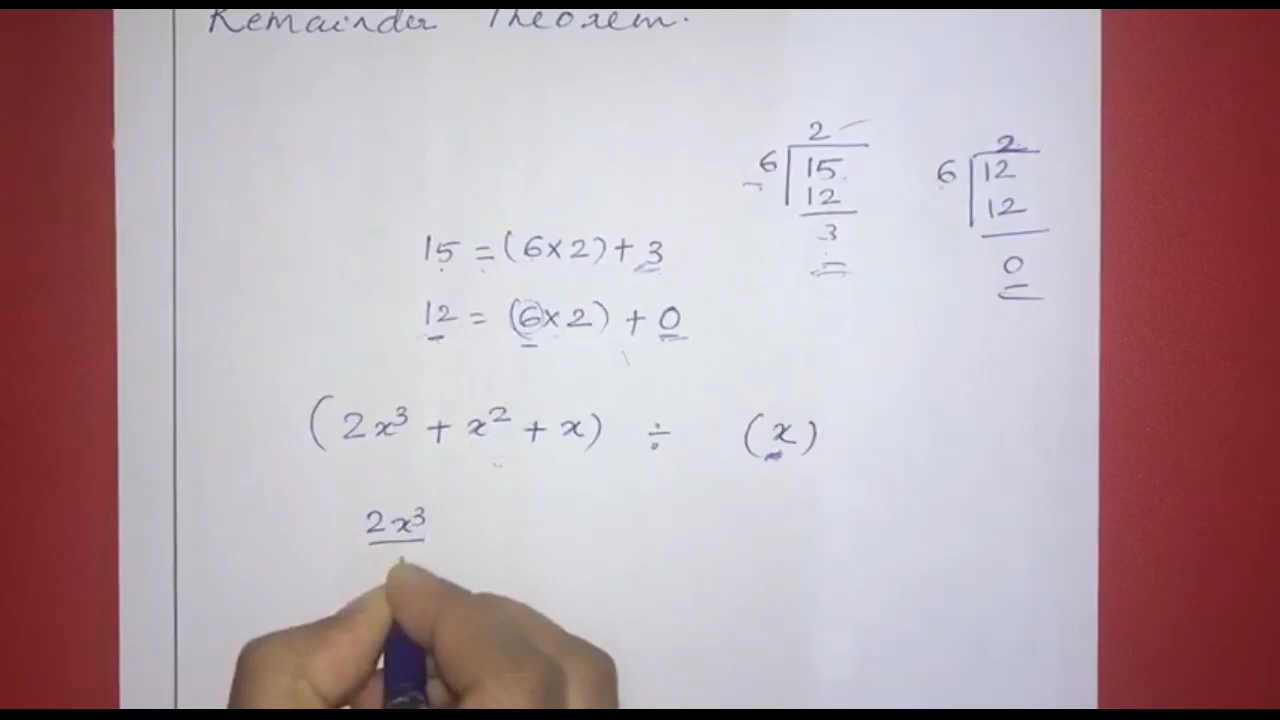 Remainder Theorem.
2
6 15
12
3
2
6 12
12
0
15 = (6×2) + 3
12 = (6×2) + 0
(2x³ + x² + x) ÷ (x)
2x³